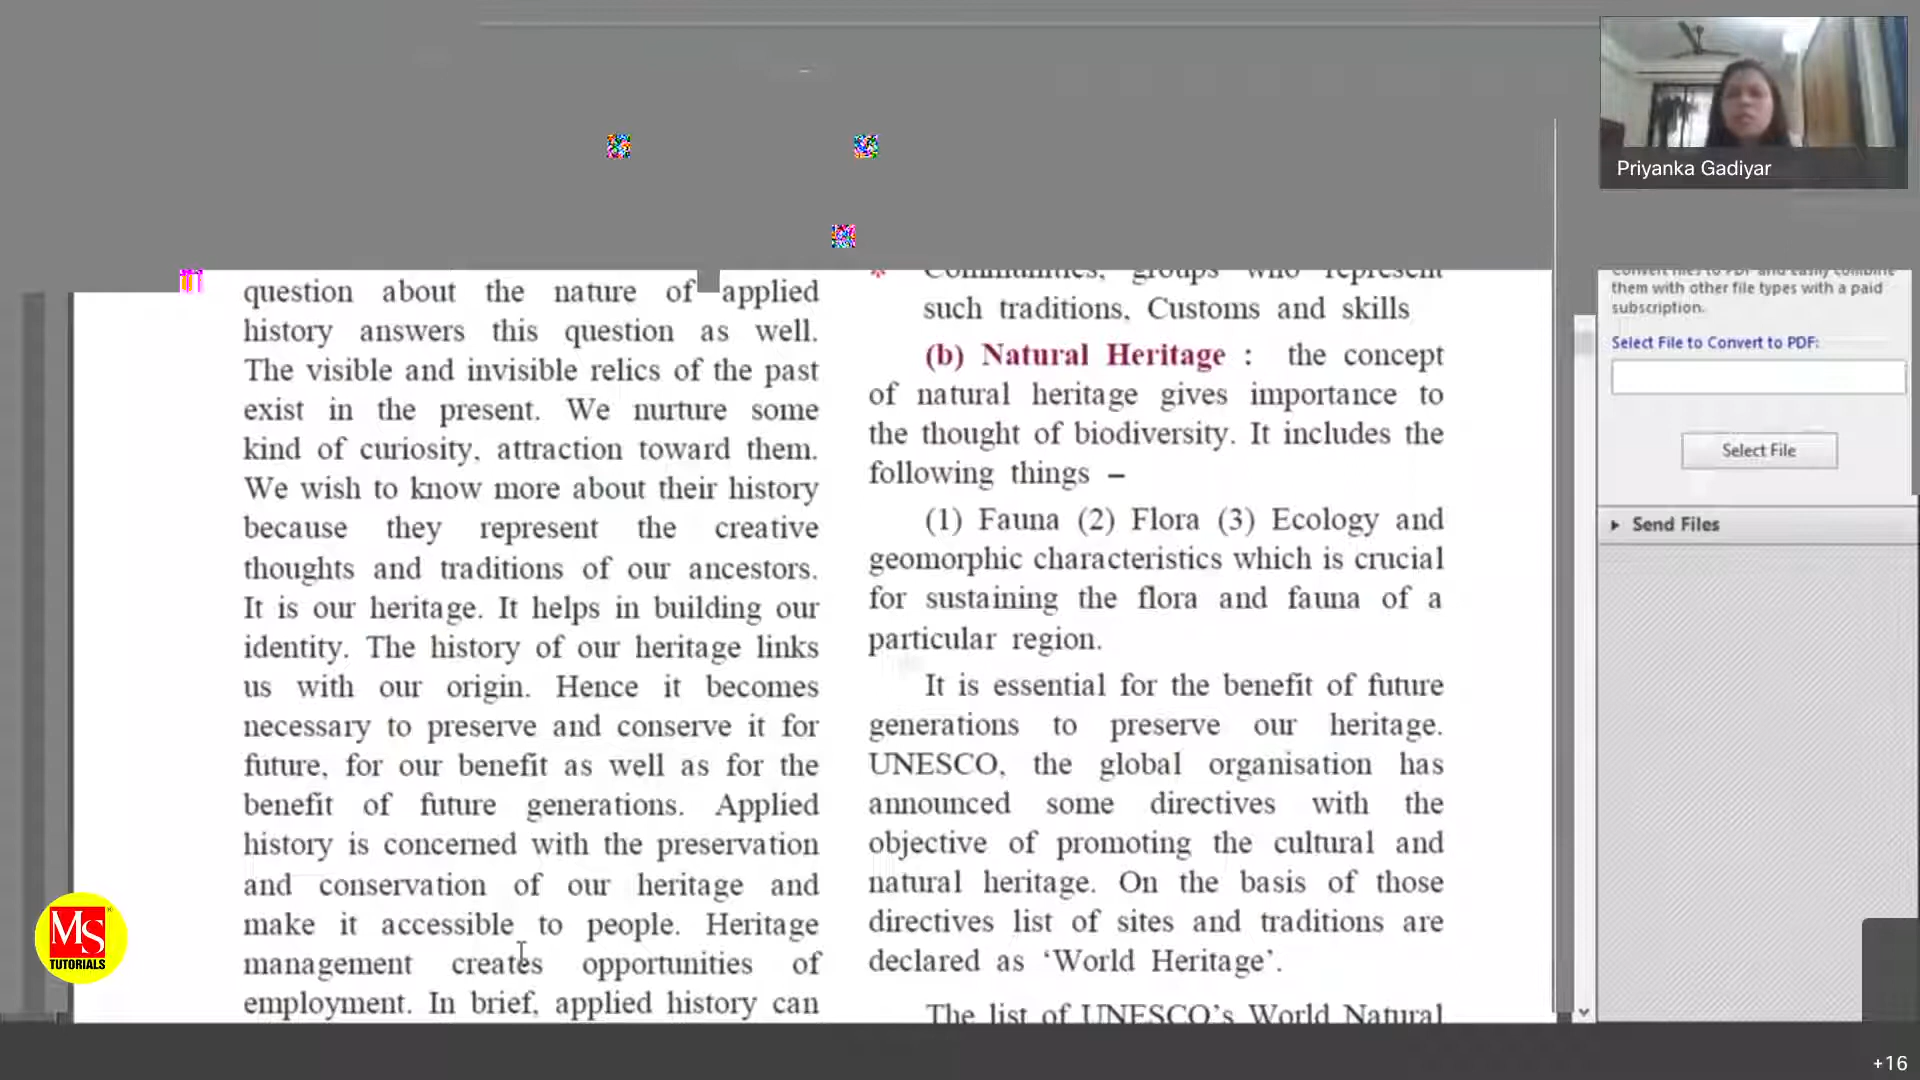 question about the nature of applied
history answers this question as well.
The visible and invisible relics of the past
exist in the present. We nurture some
kind of curiosity, attraction toward them.
We wish to know more about their history
because they represent the creative
thoughts and traditions of our ancestors.
It is our heritage. It helps in building our
identity. The history of our heritage links
us with our origin. Hence it becomes
necessary to preserve and conserve it for
future, for our benefit as well as for the
benefit of future generations. Applied
history is concerned with the preservation
and conservation of our heritage and
make it accessible to people. Heritage
management creates opportunities of
employment. In brief, applied history can
* Communities, groups who represent
such traditions, Customs and skills
(b) Natural Heritage : the concept
of natural heritage gives importance to
the thought of biodiversity. It includes the
following things –
(1) Fauna (2) Flora (3) Ecology and
geomorphic characteristics which is crucial
for sustaining the flora and fauna of a
particular region.
It is essential for the benefit of future
generations to preserve our heritage.
UNESCO, the global organisation has
announced some directives with the
objective of promoting the cultural and
natural heritage. On the basis of those
directives list of sites and traditions are
declared as ‘World Heritage’.
The list of UNESCO’s World Natural
Priyanka Gadiyar
Convert files to PDF and easily combine
them with other file types with a paid
subscription.
Select File to Convert to PDF:
Select File
Send Files
MS
TUTORIALS
+16